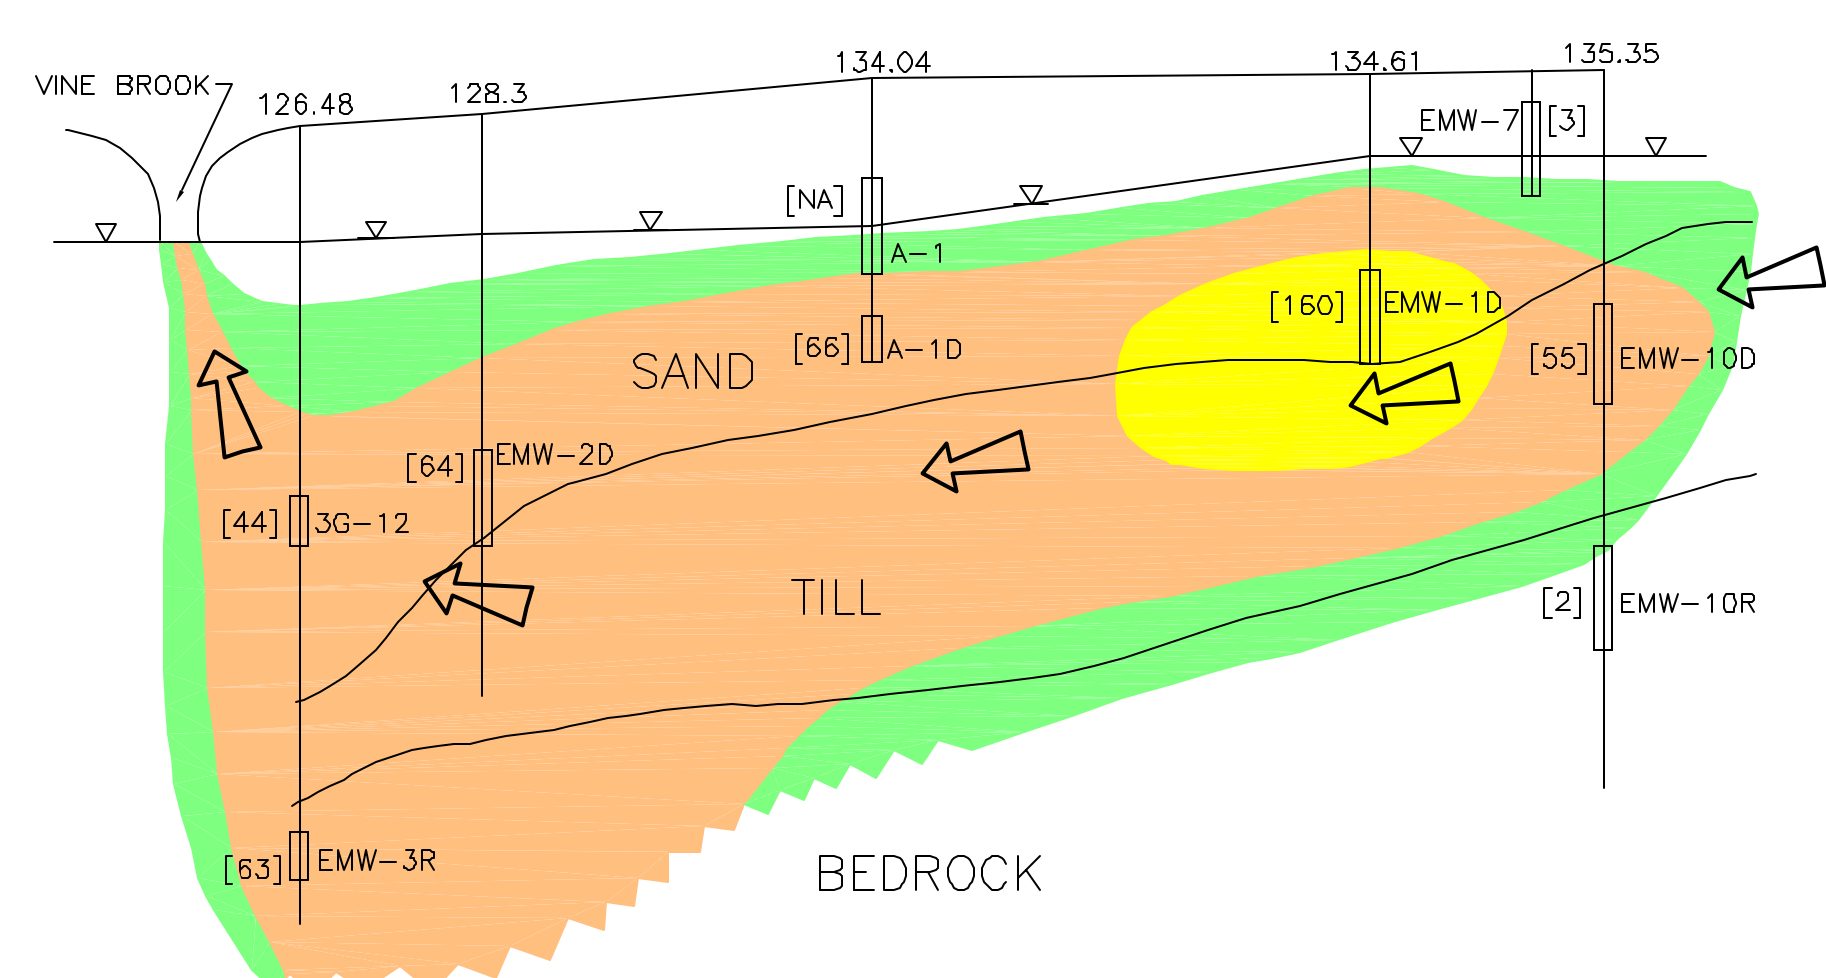 135.35
134.04
134.61
VINE BROOK
128.3
126.48
EMW-7 [3]
[NA]
A-1
[160] EMW-1D
[66] A-1D
[55] EMW-10D
SAND
[64] EMW-2D
[44] 3G-12
TILL
[2] EMW-10R
[63] EMW-3R
BEDROCK